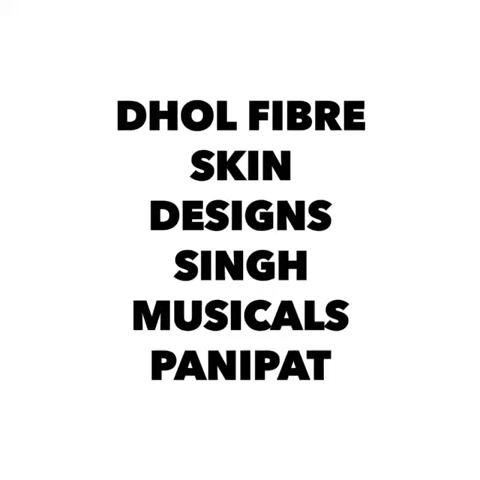 DHOL FIBRE
SKIN
DESIGNS
SINGH
MUSICALS
PANIPAT